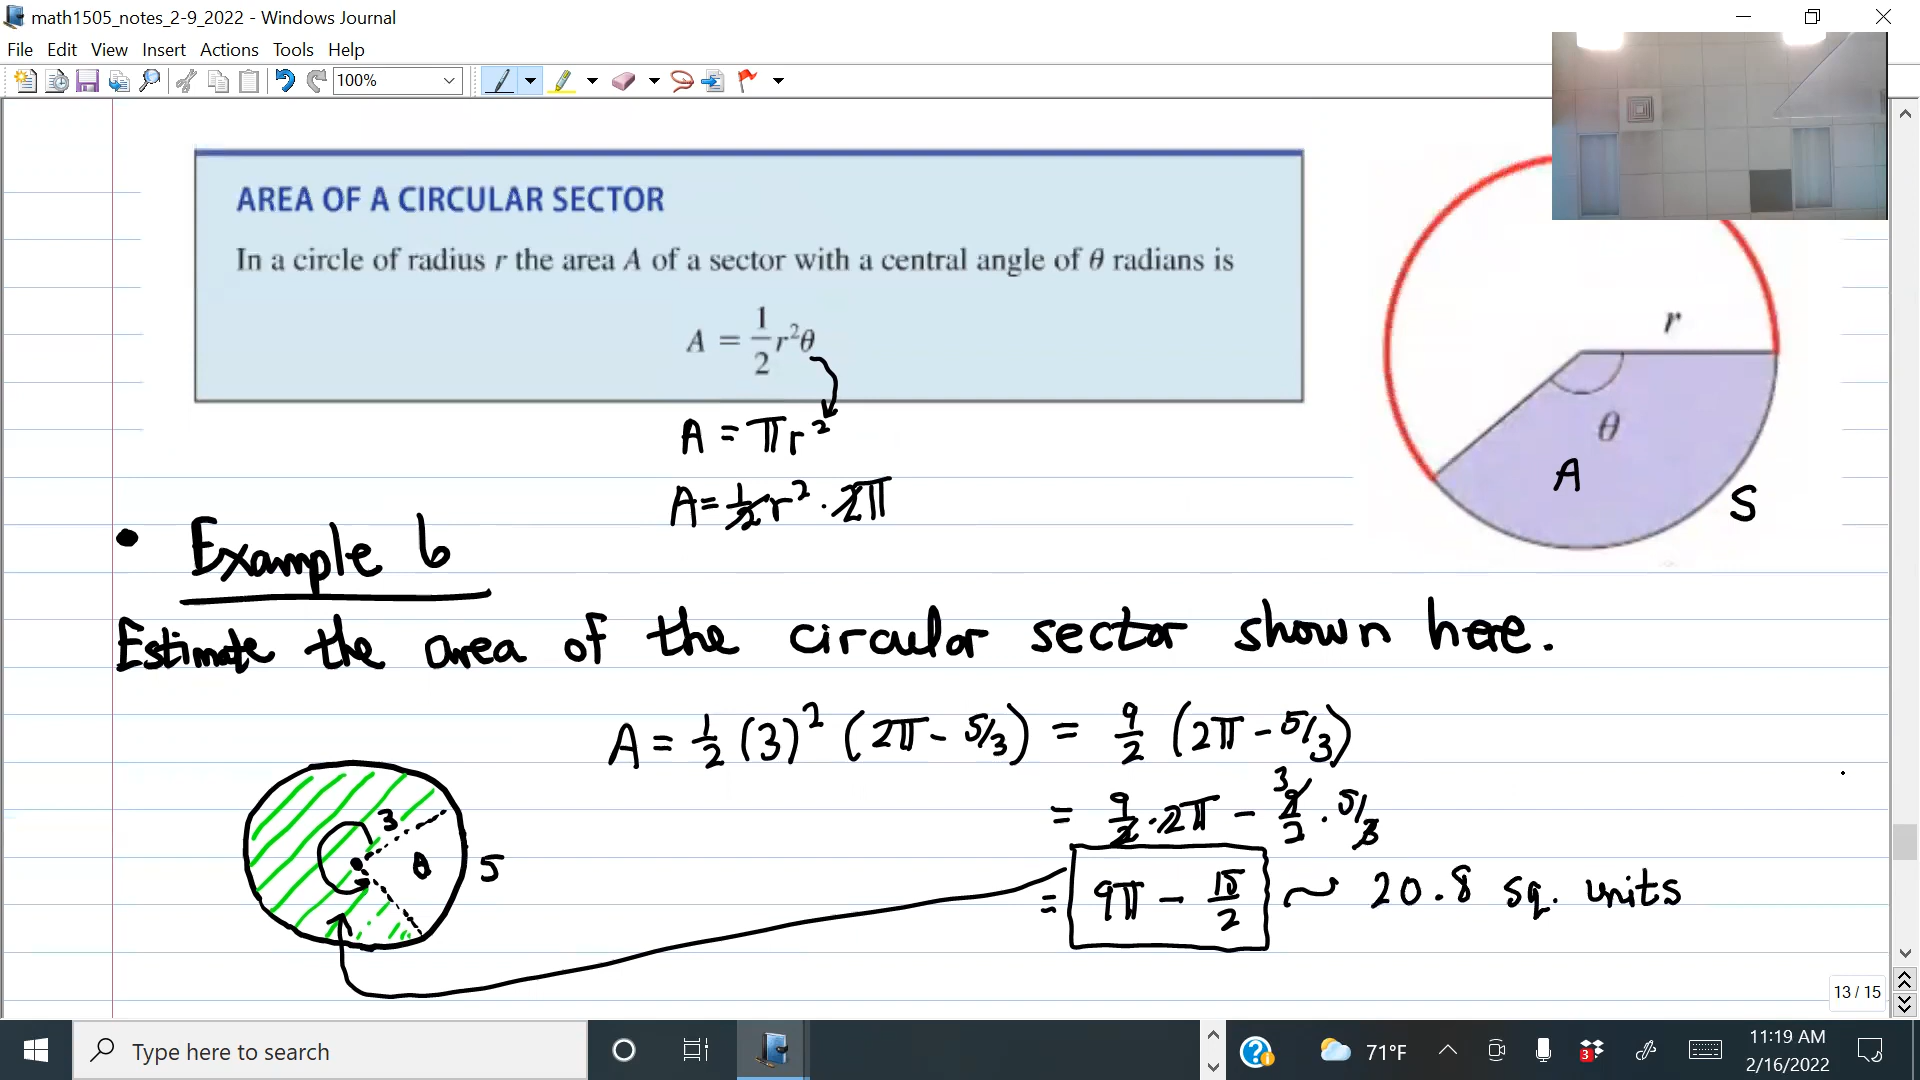 math1505_notes_2-9_2022 - Windows Journal
File Edit View Insert Actions Tools Help
100%
AREA OF A CIRCULAR SECTOR
In a circle of radius r the area A of a sector with a central angle of θ radians is
A = 1/2 r²θ
A = πr²
A = 1/2 r² · 2π
r
θ
A
S
• Example 6
Estimate the area of the circular sector shown here.
A = 1/2 (3)² (2π - 5/3) = 9/2 (2π - 5/3)
= 9/2 · 2π - 9/2 · 5/3
3
3
θ
5
= 9π - 15/2 ~ 20.8 sq. units
13 / 15
Type here to search
71°F
3
11:19 AM
2/16/2022